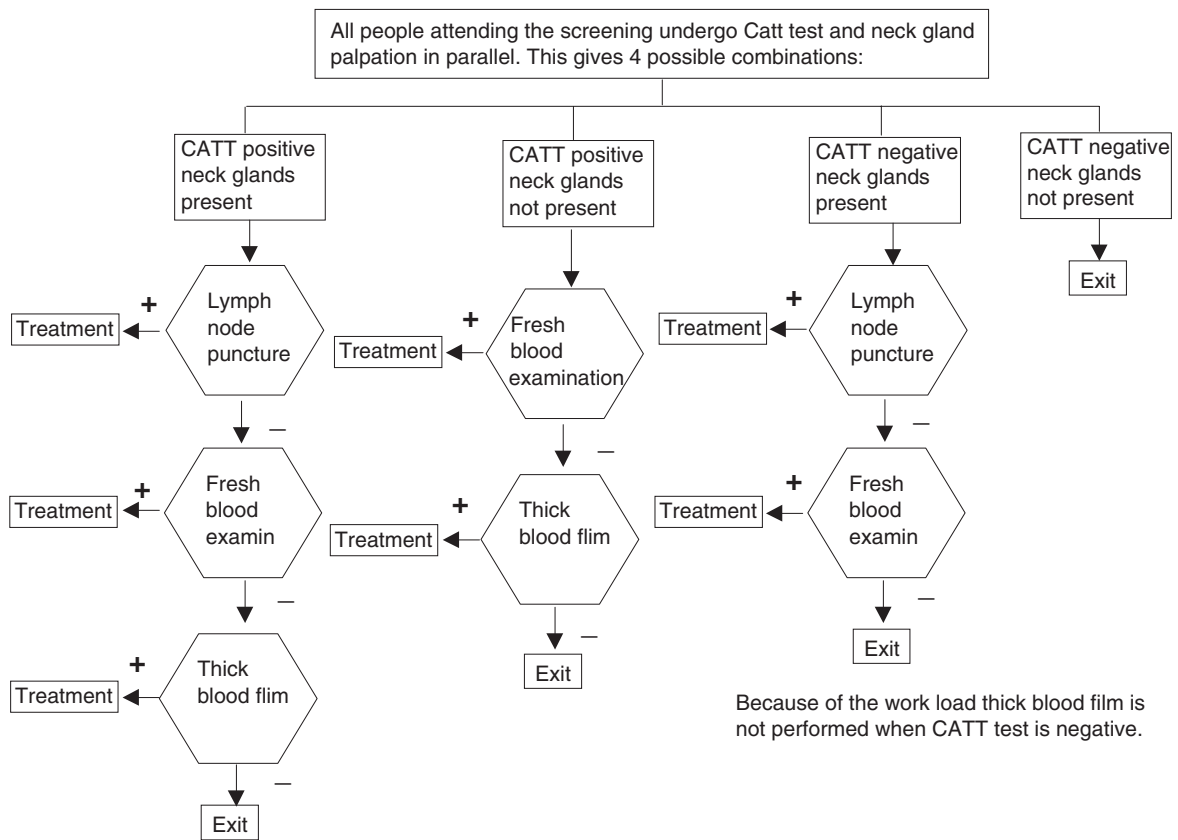 All people attending the screening undergo Catt test and neck gland
palpation in parallel. This gives 4 possible combinations:
CATT positive
neck glands
present
CATT positive
neck glands
not present
CATT negative
neck glands
present
CATT negative
neck glands
not present
Exit
+
Treatment
Lymph
node
puncture
–
+
Treatment
Fresh
blood
examination
–
+
Treatment
Lymph
node
puncture
–
+
Treatment
Fresh
blood
examin
–
+
Treatment
Thick
blood flim
–
Exit
+
Treatment
Fresh
blood
examin
–
Exit
+
Treatment
Thick
blood flim
–
Exit
Because of the work load thick blood film is
not performed when CATT test is negative.